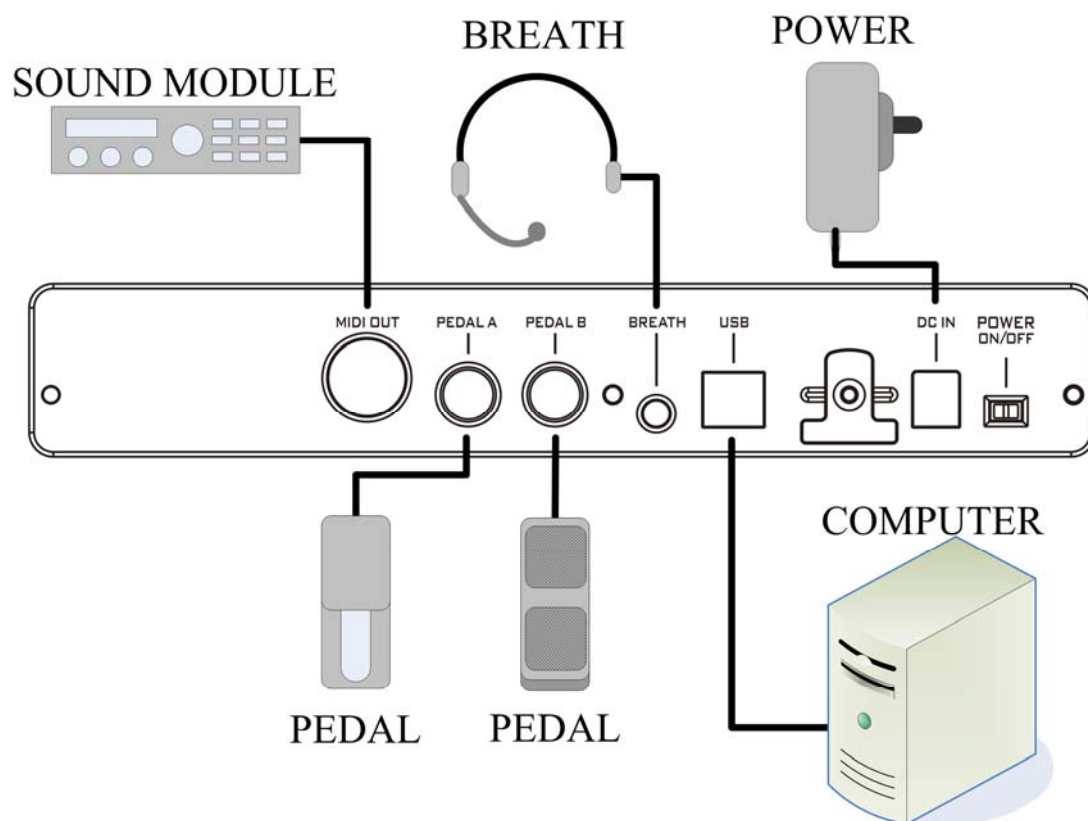 BREATH
POWER
SOUND MODULE
MIDI OUT
PEDAL A
PEDAL B
BREATH
USB
DC IN
POWER
ON/OFF
COMPUTER
PEDAL
PEDAL